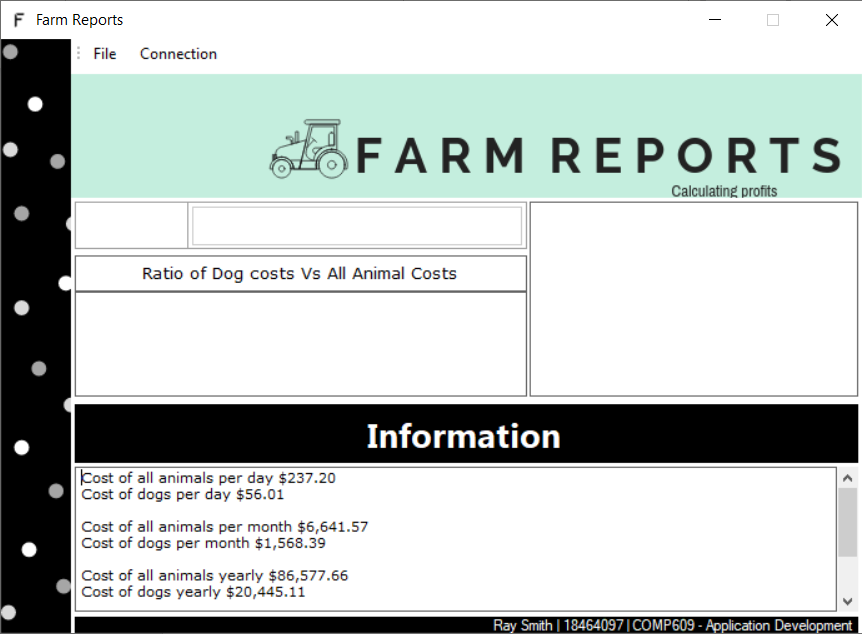 F Farm Reports
File Connection
FARM REPORTS
Calculating profits
Ratio of Dog costs Vs All Animal Costs
Information
Cost of all animals per day $237.20
Cost of dogs per day $56.01
Cost of all animals per month $6,641.57
Cost of dogs per month $1,568.39
Cost of all animals yearly $86,577.66
Cost of dogs yearly $20,445.11
Ray Smith | 18464097 | COMP609 - Application Development